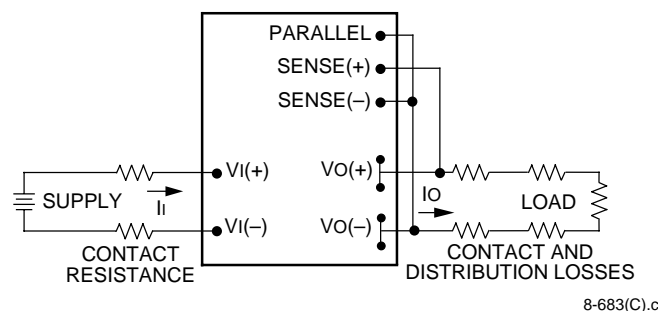 PARALLEL
SENSE(+)
SENSE(–)
VI(+)
VO(+)
SUPPLY
II
IO
LOAD
VI(–)
VO(–)
CONTACT
RESISTANCE
CONTACT AND
DISTRIBUTION LOSSES
8-683(C).c